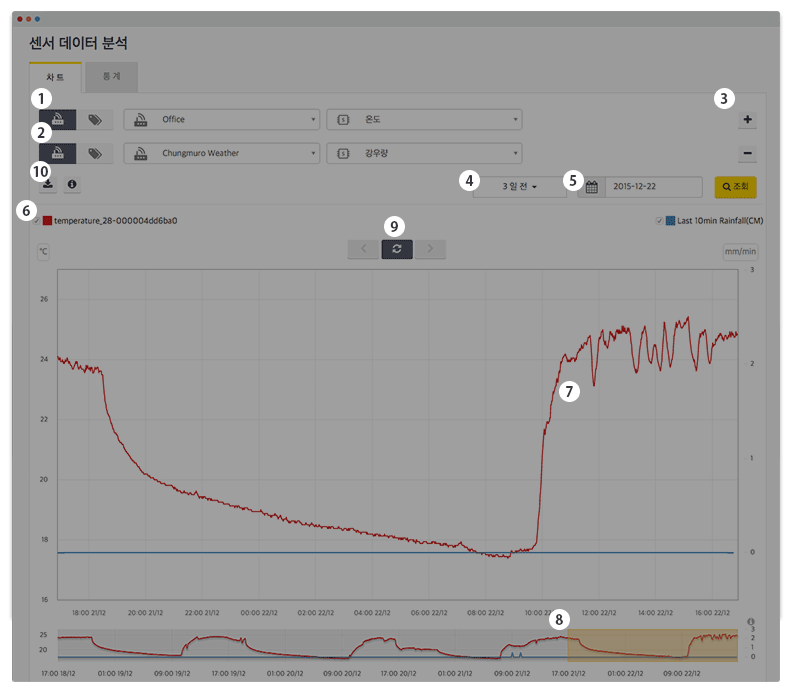 센서 데이터 분석
차트 통계
1
3
Office S 온도 +
2
Chungmuro Weather S 강우량 −
10
4 3 일 전 5 2015-12-22 조회
6 temperature_28-000004dd6ba0 Last 10min Rainfall(CM)
9
℃ mm/min
3
26
24 2
7
22
1
20
18 0
16
18:00 21/12 20:00 21/12 22:00 21/12 00:00 22/12 02:00 22/12 04:00 22/12 06:00 22/12 08:00 22/12 10:00 22/12 12:00 22/12 14:00 22/12 16:00 22/12
8
25 3
2
20 1
0
17:00 18/12 01:00 19/12 09:00 19/12 17:00 19/12 01:00 20/12 09:00 20/12 17:00 20/12 01:00 21/12 09:00 21/12 17:00 21/12 01:00 22/12 09:00 22/12